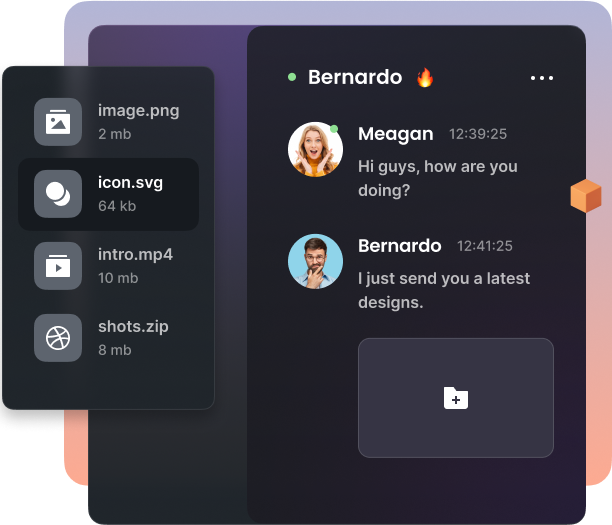 image.png
2 mb
icon.svg
64 kb
intro.mp4
10 mb
shots.zip
8 mb
Bernardo 🔥
Meagan 12:39:25
Hi guys, how are you
doing?
Bernardo 12:41:25
I just send you a latest
designs.